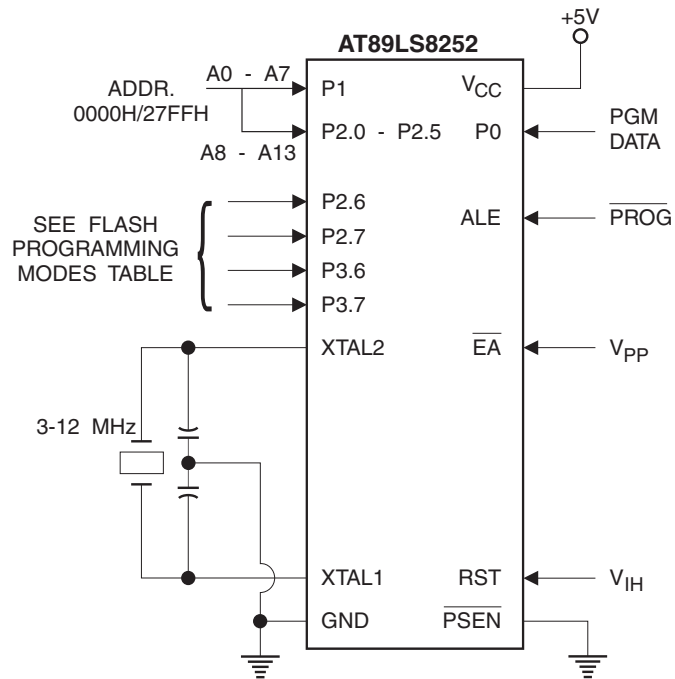 +5V
AT89LS8252
ADDR.
0000H/27FFH
A0 - A7
A8 - A13
P1
P2.0 - P2.5
VCC
P0
PGM
DATA
SEE FLASH
PROGRAMMING
MODES TABLE
P2.6
P2.7
P3.6
P3.7
ALE
PROG
XTAL2
EA
VPP
3-12 MHz
XTAL1
RST
VIH
GND
PSEN